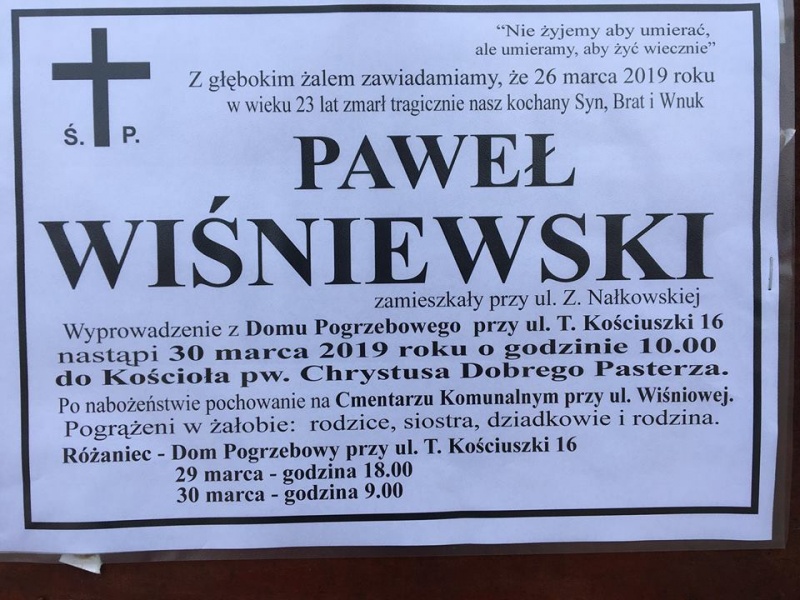 “Nie żyjemy aby umierać,
ale umieramy, aby żyć wiecznie”
Z głębokim żalem zawiadamiamy, że 26 marca 2019 roku
w wieku 23 lat zmarł tragicznie nasz kochany Syn, Brat i Wnuk
Ś. P.
PAWEŁ
WIŚNIEWSKI
zamieszkały przy ul. Z. Nałkowskiej
Wyprowadzenie z Domu Pogrzebowego przy ul. T. Kościuszki 16
nastąpi 30 marca 2019 roku o godzinie 10.00
do Kościoła pw. Chrystusa Dobrego Pasterza.
Po nabożeństwie pochowanie na Cmentarzu Komunalnym przy ul. Wiśniowej.
Pogrążeni w żałobie: rodzice, siostra, dziadkowie i rodzina.
Różaniec - Dom Pogrzebowy przy ul. T. Kościuszki 16
29 marca - godzina 18.00
30 marca - godzina 9.00